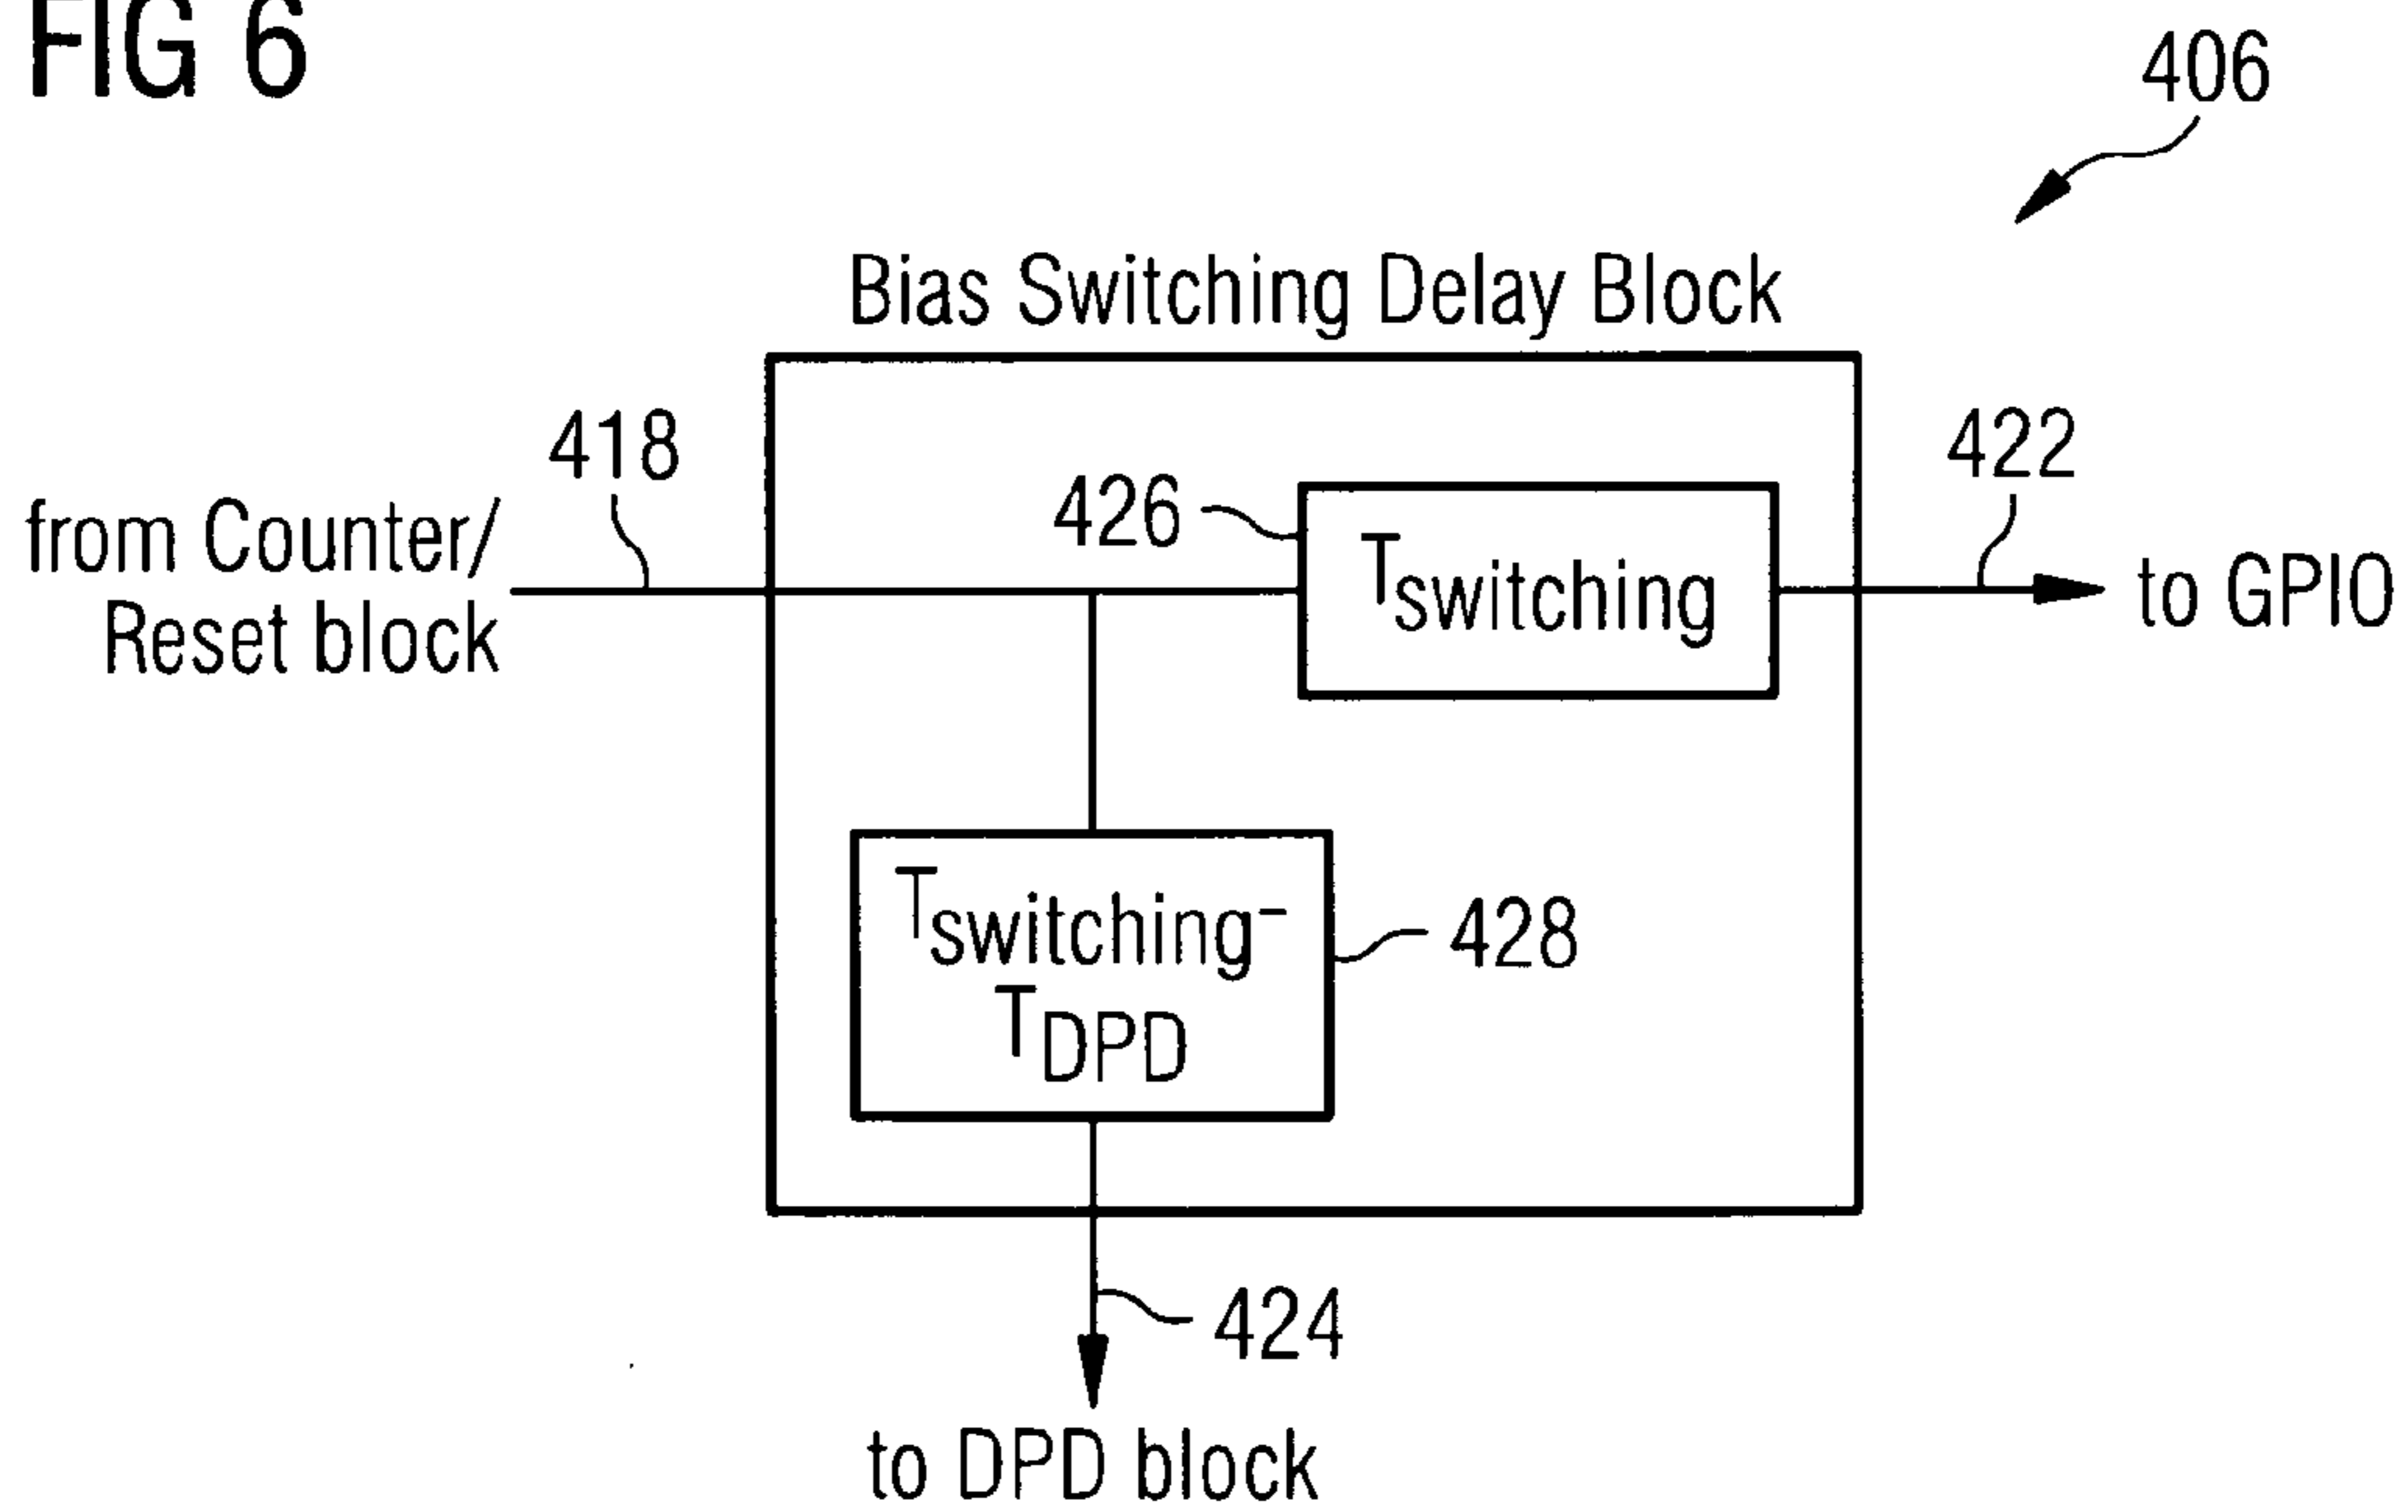 FIG 6
406
Bias Switching Delay Block
418
from Counter/
Reset block
426
Tswitching
422
to GPIO
Tswitching-
TDPD
428
424
to DPD block